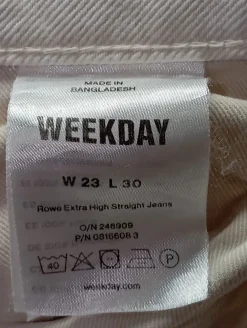 MADE IN
BANGLADESH
WEEKDAY
W 23 L 30
Rowe Extra High Straight Jeans
O/N 246909
P/N 0816608 3
40 P
weekday.com